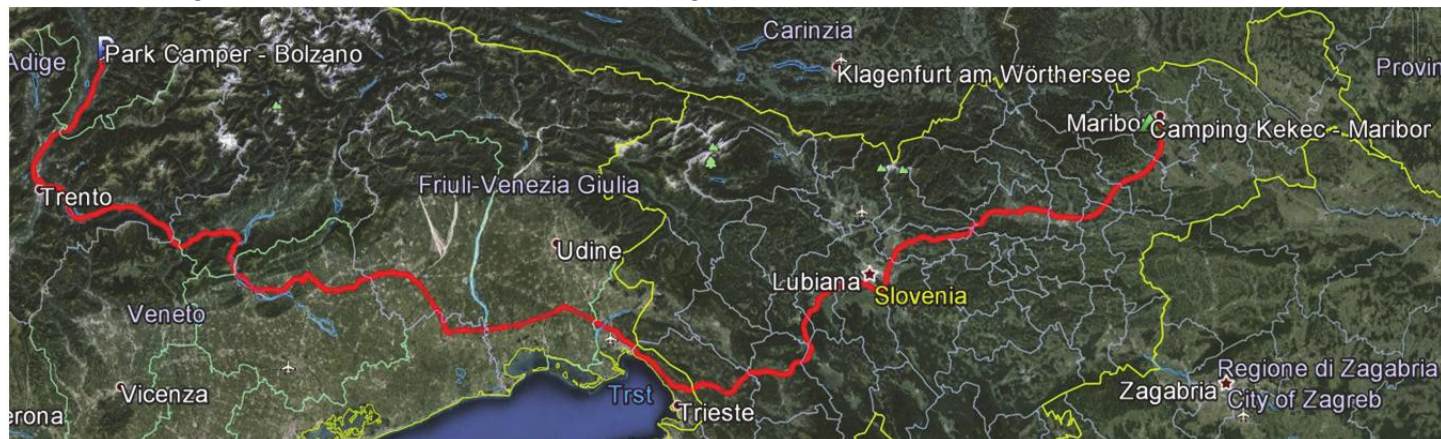 Carinzia
Park Camper - Bolzano
Adige
Klagenfurt am Wörthersee
Provin
Maribo
Camping Kekec - Maribor
Friuli-Venezia Giulia
Trento
Udine
Lubiana
Slovenia
Veneto
Vicenza
Trst
Trieste
Regione di Zagabria
Zagabria
City of Zagreb
erona